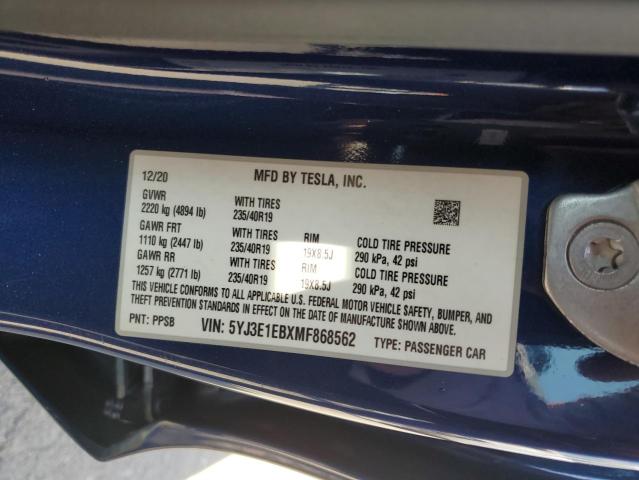 12/20 MFD BY TESLA, INC.
GVWR WITH TIRES
2220 kg (4894 lb) 235/40R19
GAWR FRT WITH TIRES RIM COLD TIRE PRESSURE
1110 kg (2447 lb) 235/40R19 19X8.5J 290 kPa, 42 psi
GAWR RR WITH TIRES RIM COLD TIRE PRESSURE
1257 kg (2771 lb) 235/40R19 19X8.5J 290 kPa, 42 psi
THIS VEHICLE CONFORMS TO ALL APPLICABLE U.S. FEDERAL MOTOR VEHICLE SAFETY, BUMPER, AND
THEFT PREVENTION STANDARDS IN EFFECT ON THE DATE OF MANUFACTURE SHOWN ABOVE.
PNT: PPSB VIN: 5YJ3E1EBXMF868562 TYPE: PASSENGER CAR